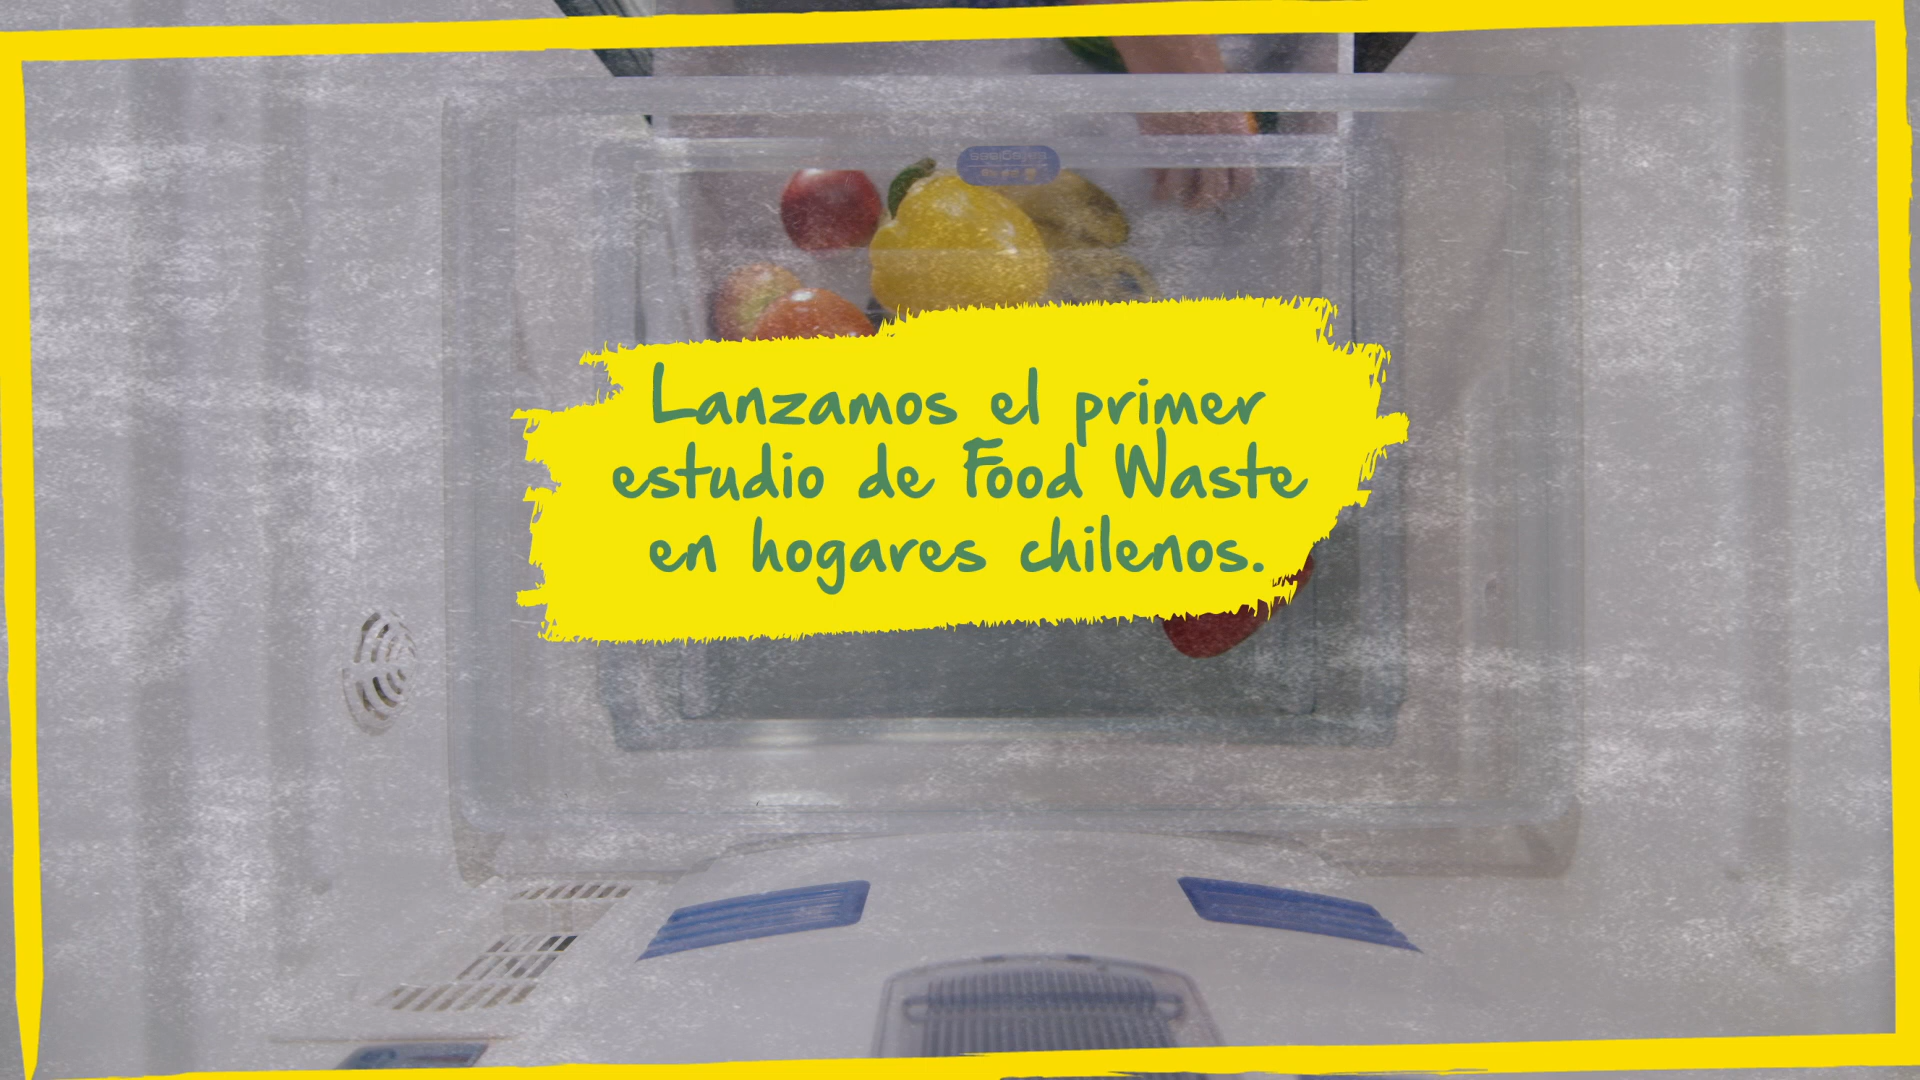 Lanzamos el primer
estudio de Food Waste
en hogares chilenos.